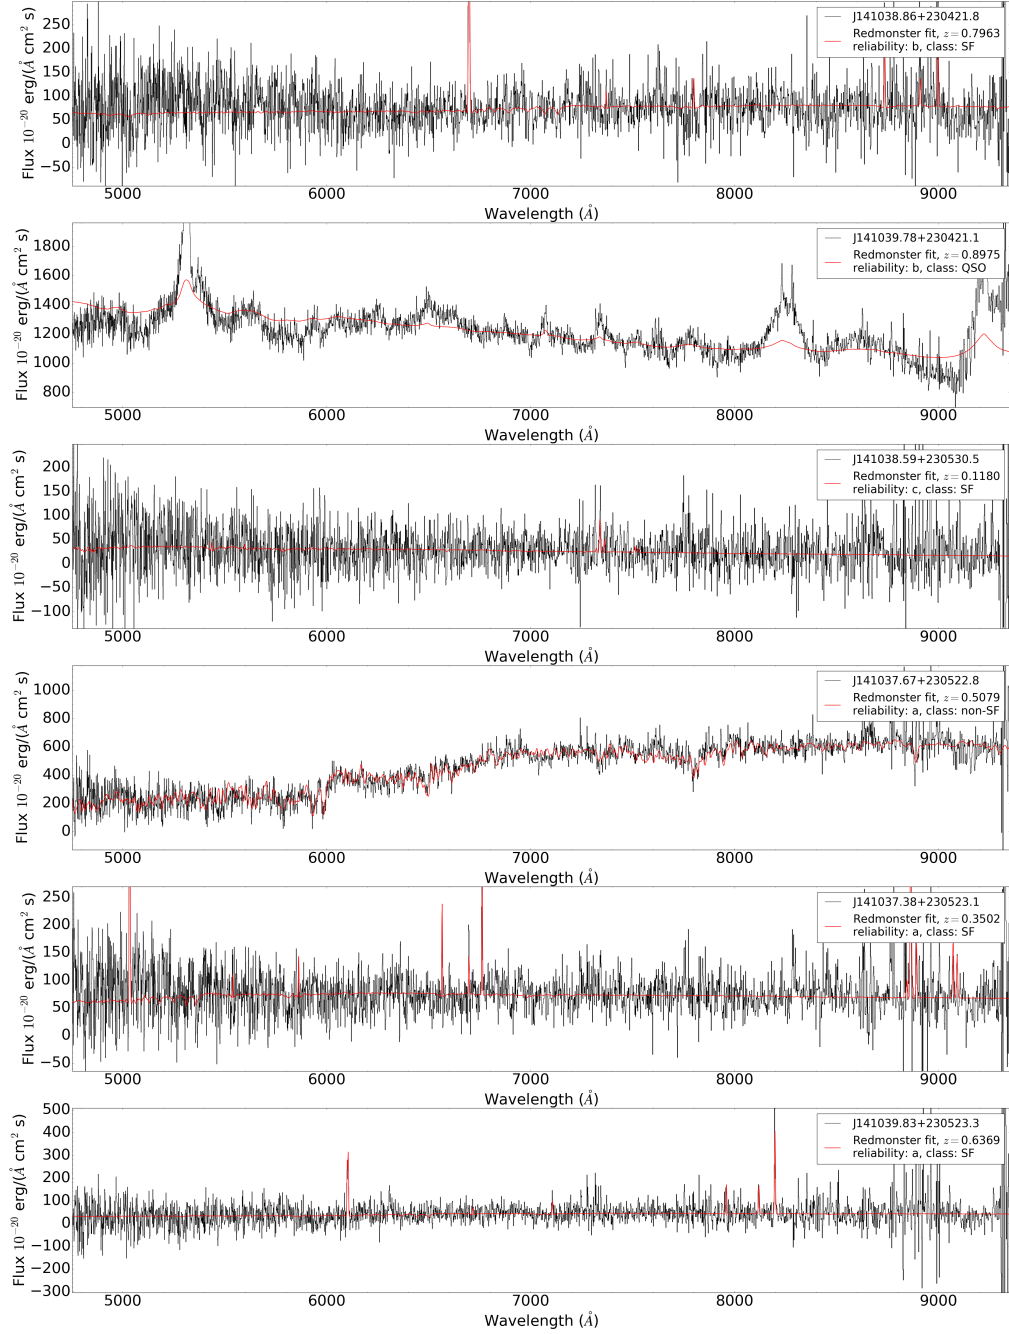 250
200
150
100
50
0
−50
Flux 10⁻²⁰ erg/(Å cm² s)
J141038.86+230421.8
Redmonster fit, z=0.7963
reliability: b, class: SF
5000 6000 7000 8000 9000
Wavelength (Å)
1800
1600
1400
1200
1000
800
Flux 10⁻²⁰ erg/(Å cm² s)
J141039.78+230421.1
Redmonster fit, z=0.8975
reliability: b, class: QSO
5000 6000 7000 8000 9000
Wavelength (Å)
200
150
100
50
0
−50
−100
Flux 10⁻²⁰ erg/(Å cm² s)
J141038.59+230530.5
Redmonster fit, z=0.1180
reliability: c, class: SF
5000 6000 7000 8000 9000
Wavelength (Å)
1000
800
600
400
200
0
Flux 10⁻²⁰ erg/(Å cm² s)
J141037.67+230522.8
Redmonster fit, z=0.5079
reliability: a, class: non-SF
5000 6000 7000 8000 9000
Wavelength (Å)
250
200
150
100
50
0
−50
Flux 10⁻²⁰ erg/(Å cm² s)
J141037.38+230523.1
Redmonster fit, z=0.3502
reliability: a, class: SF
5000 6000 7000 8000 9000
Wavelength (Å)
500
400
300
200
100
0
−100
−200
−300
Flux 10⁻²⁰ erg/(Å cm² s)
J141039.83+230523.3
Redmonster fit, z=0.6369
reliability: a, class: SF
5000 6000 7000 8000 9000
Wavelength (Å)